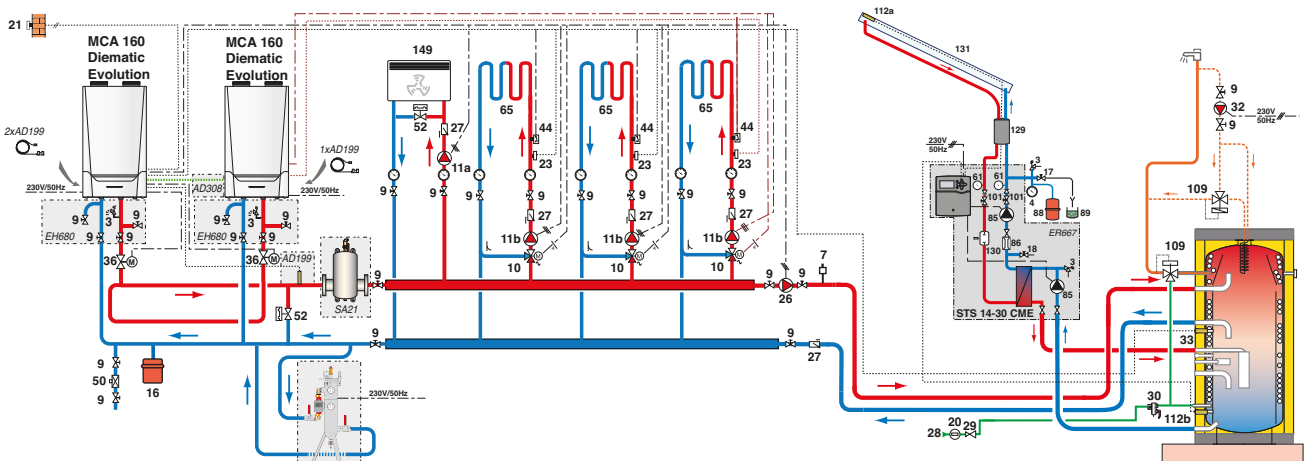 21
MCA 160
Diematic
Evolution
MCA 160
Diematic
Evolution
2xAD199
1xAD199
230V/50Hz
AD308
230V/50Hz
9
3
9
9
9
EH680
9
3
9
9
9
EH680
36
M
36
M
AD199
SA21
52
9
50
9
16
230V/50Hz
149
52
27
11a
9
9
65
44
23
9
9
27
11b
10
M
65
44
23
9
9
27
11b
10
M
65
44
23
9
9
27
11b
10
M
9
9
9
26
9
7
9
27
112a
131
129
230V
50Hz
61
61
3
17
4
88
89
101
101
85
ER667
130
86
18
3
85
STS 14-30 CME
9
32
9
230V
50Hz
109
109
33
30
112b
28
20
29